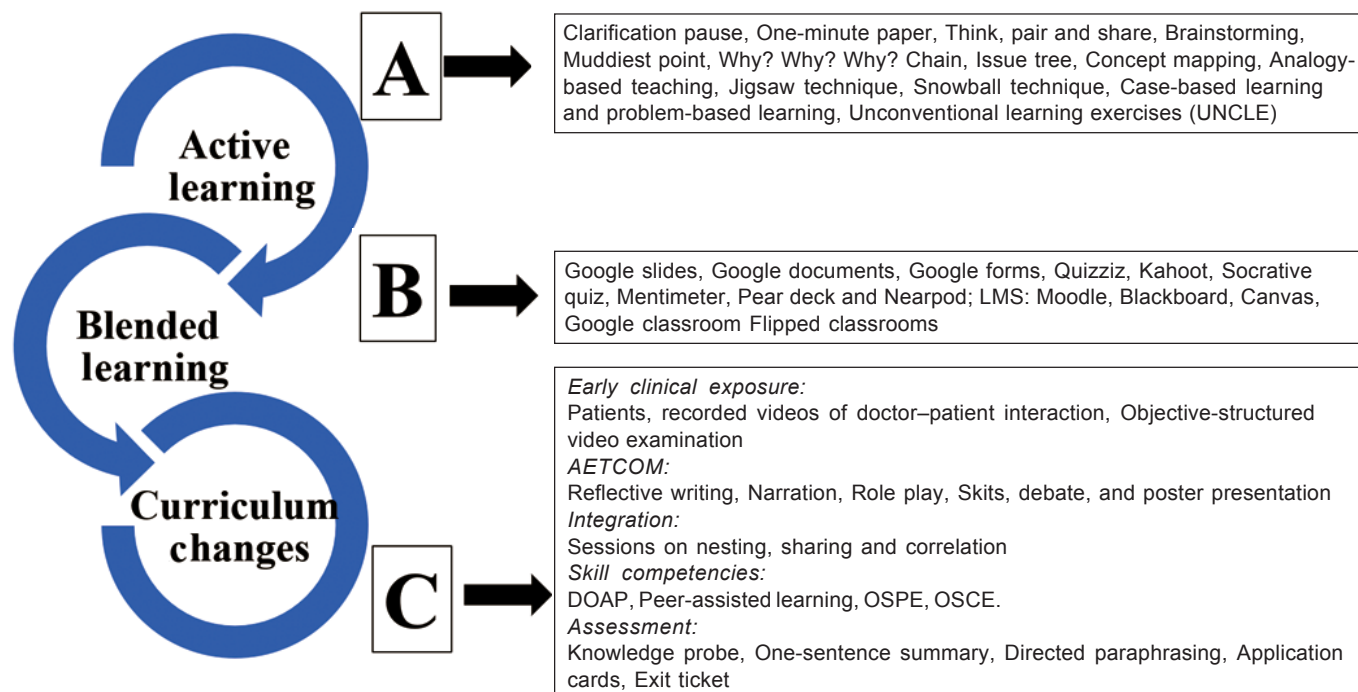 A
Clarification pause, One-minute paper, Think, pair and share, Brainstorming,
Muddiest point, Why? Why? Why? Chain, Issue tree, Concept mapping, Analogy-
based teaching, Jigsaw technique, Snowball technique, Case-based learning
and problem-based learning, Unconventional learning exercises (UNCLE)
Active
learning
B
Google slides, Google documents, Google forms, Quizziz, Kahoot, Socrative
quiz, Mentimeter, Pear deck and Nearpod; LMS: Moodle, Blackboard, Canvas,
Google classroom Flipped classrooms
Blended
learning
Curriculum
changes
C
Early clinical exposure:
Patients, recorded videos of doctor–patient interaction, Objective-structured
video examination
AETCOM:
Reflective writing, Narration, Role play, Skits, debate, and poster presentation
Integration:
Sessions on nesting, sharing and correlation
Skill competencies:
DOAP, Peer-assisted learning, OSPE, OSCE.
Assessment:
Knowledge probe, One-sentence summary, Directed paraphrasing, Application
cards, Exit ticket